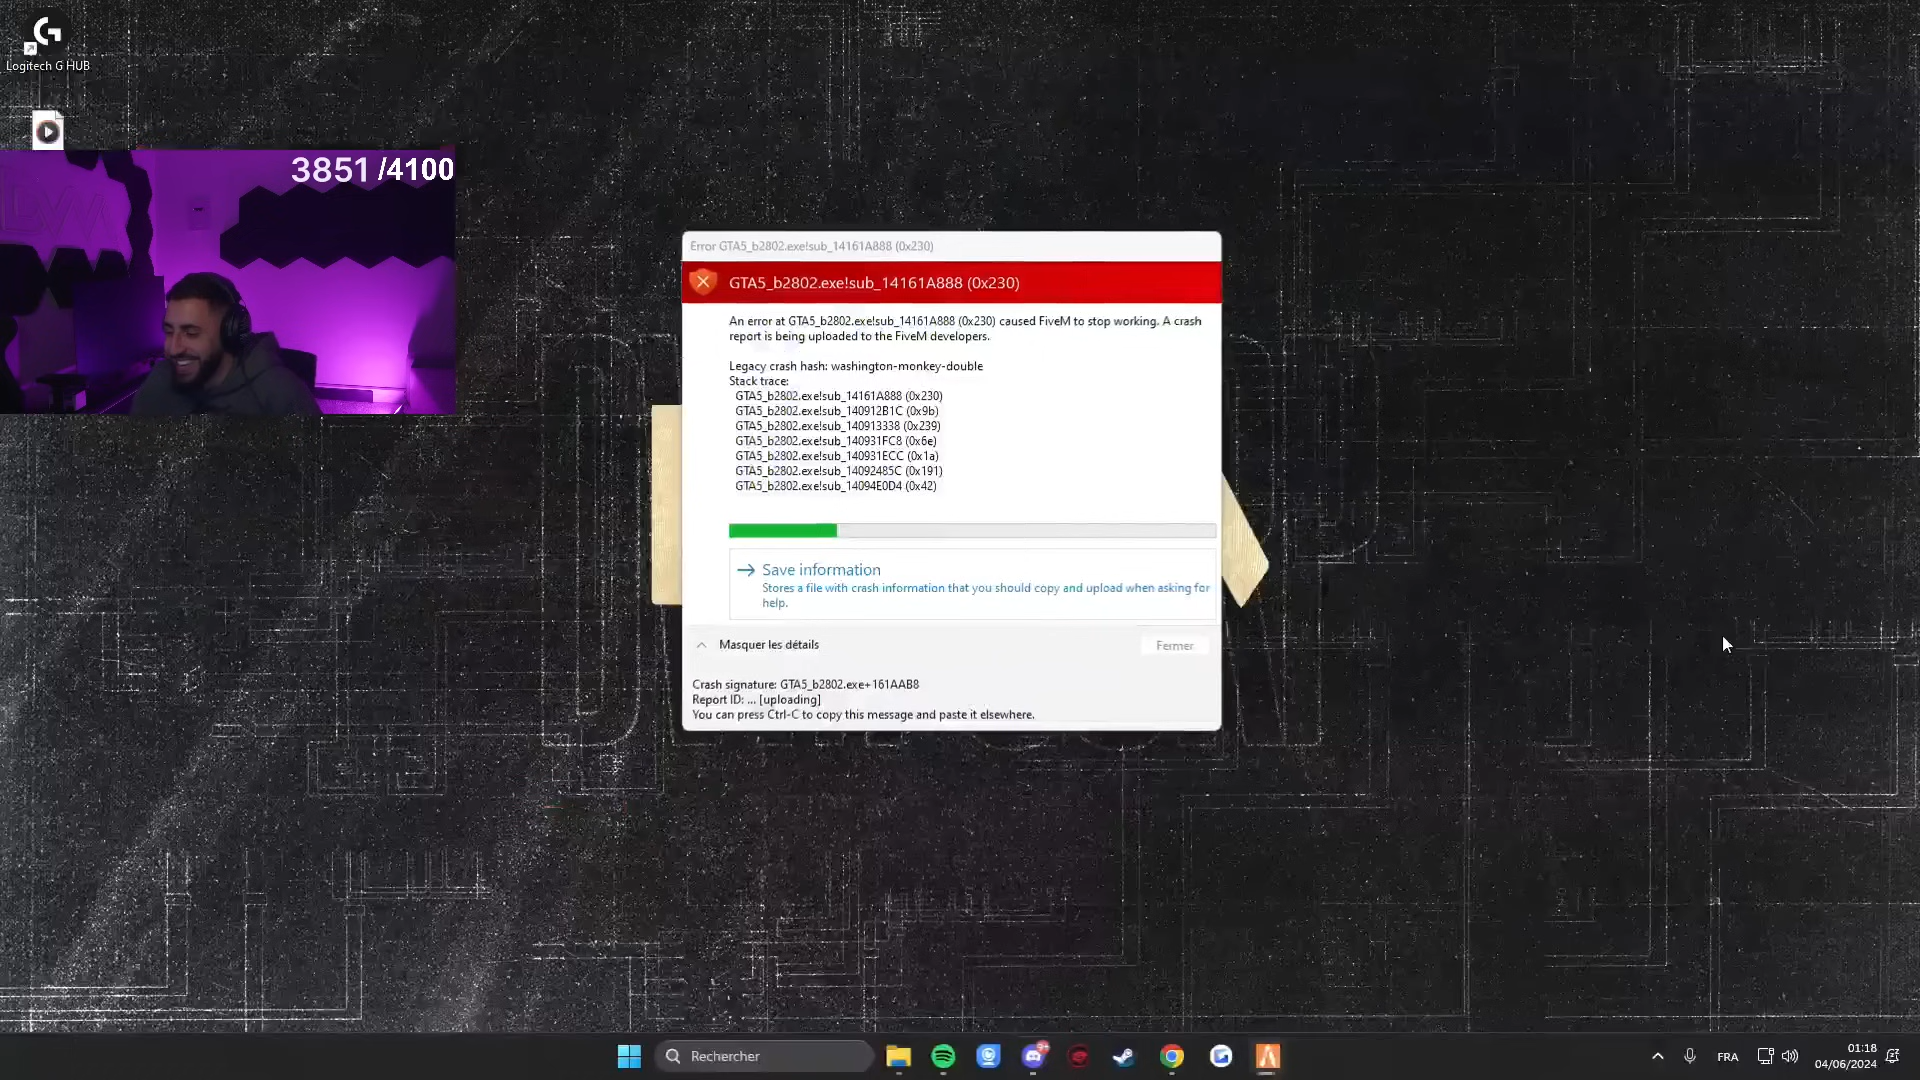 Logitech G HUB
3851 /4100
Error GTA5_b2802.exe!sub_14161A888 (0x230)
GTA5_b2802.exe!sub_14161A888 (0x230)
An error at GTA5_b2802.exe!sub_14161A888 (0x230) caused FiveM to stop working. A crash
report is being uploaded to the FiveM developers.
Legacy crash hash: washington-monkey-double
Stack trace:
GTA5_b2802.exe!sub_14161A888 (0x230)
GTA5_b2802.exe!sub_140912B1C (0x9b)
GTA5_b2802.exe!sub_140913338 (0x239)
GTA5_b2802.exe!sub_140931FC8 (0x6e)
GTA5_b2802.exe!sub_140931ECC (0x1a)
GTA5_b2802.exe!sub_14092485C (0x191)
GTA5_b2802.exe!sub_14094E0D4 (0x42)
Save information
Stores a file with crash information that you should copy and upload when asking for
help.
Masquer les détails
Fermer
Crash signature: GTA5_b2802.exe+161AAB8
Report ID: ... [uploading]
You can press Ctrl-C to copy this message and paste it elsewhere.
Rechercher
9+
FRA
01:18
04/06/2024